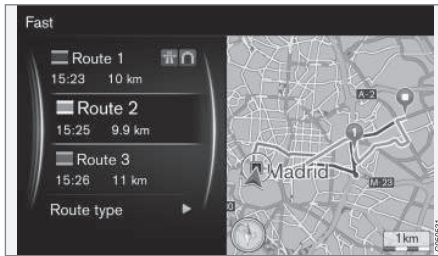 Fast
Route 1
15:23 10 km
Route 2
15:25 9.9 km
Route 3
15:26 11 km
Route type
A-2
1
Madrid
M-23
1km